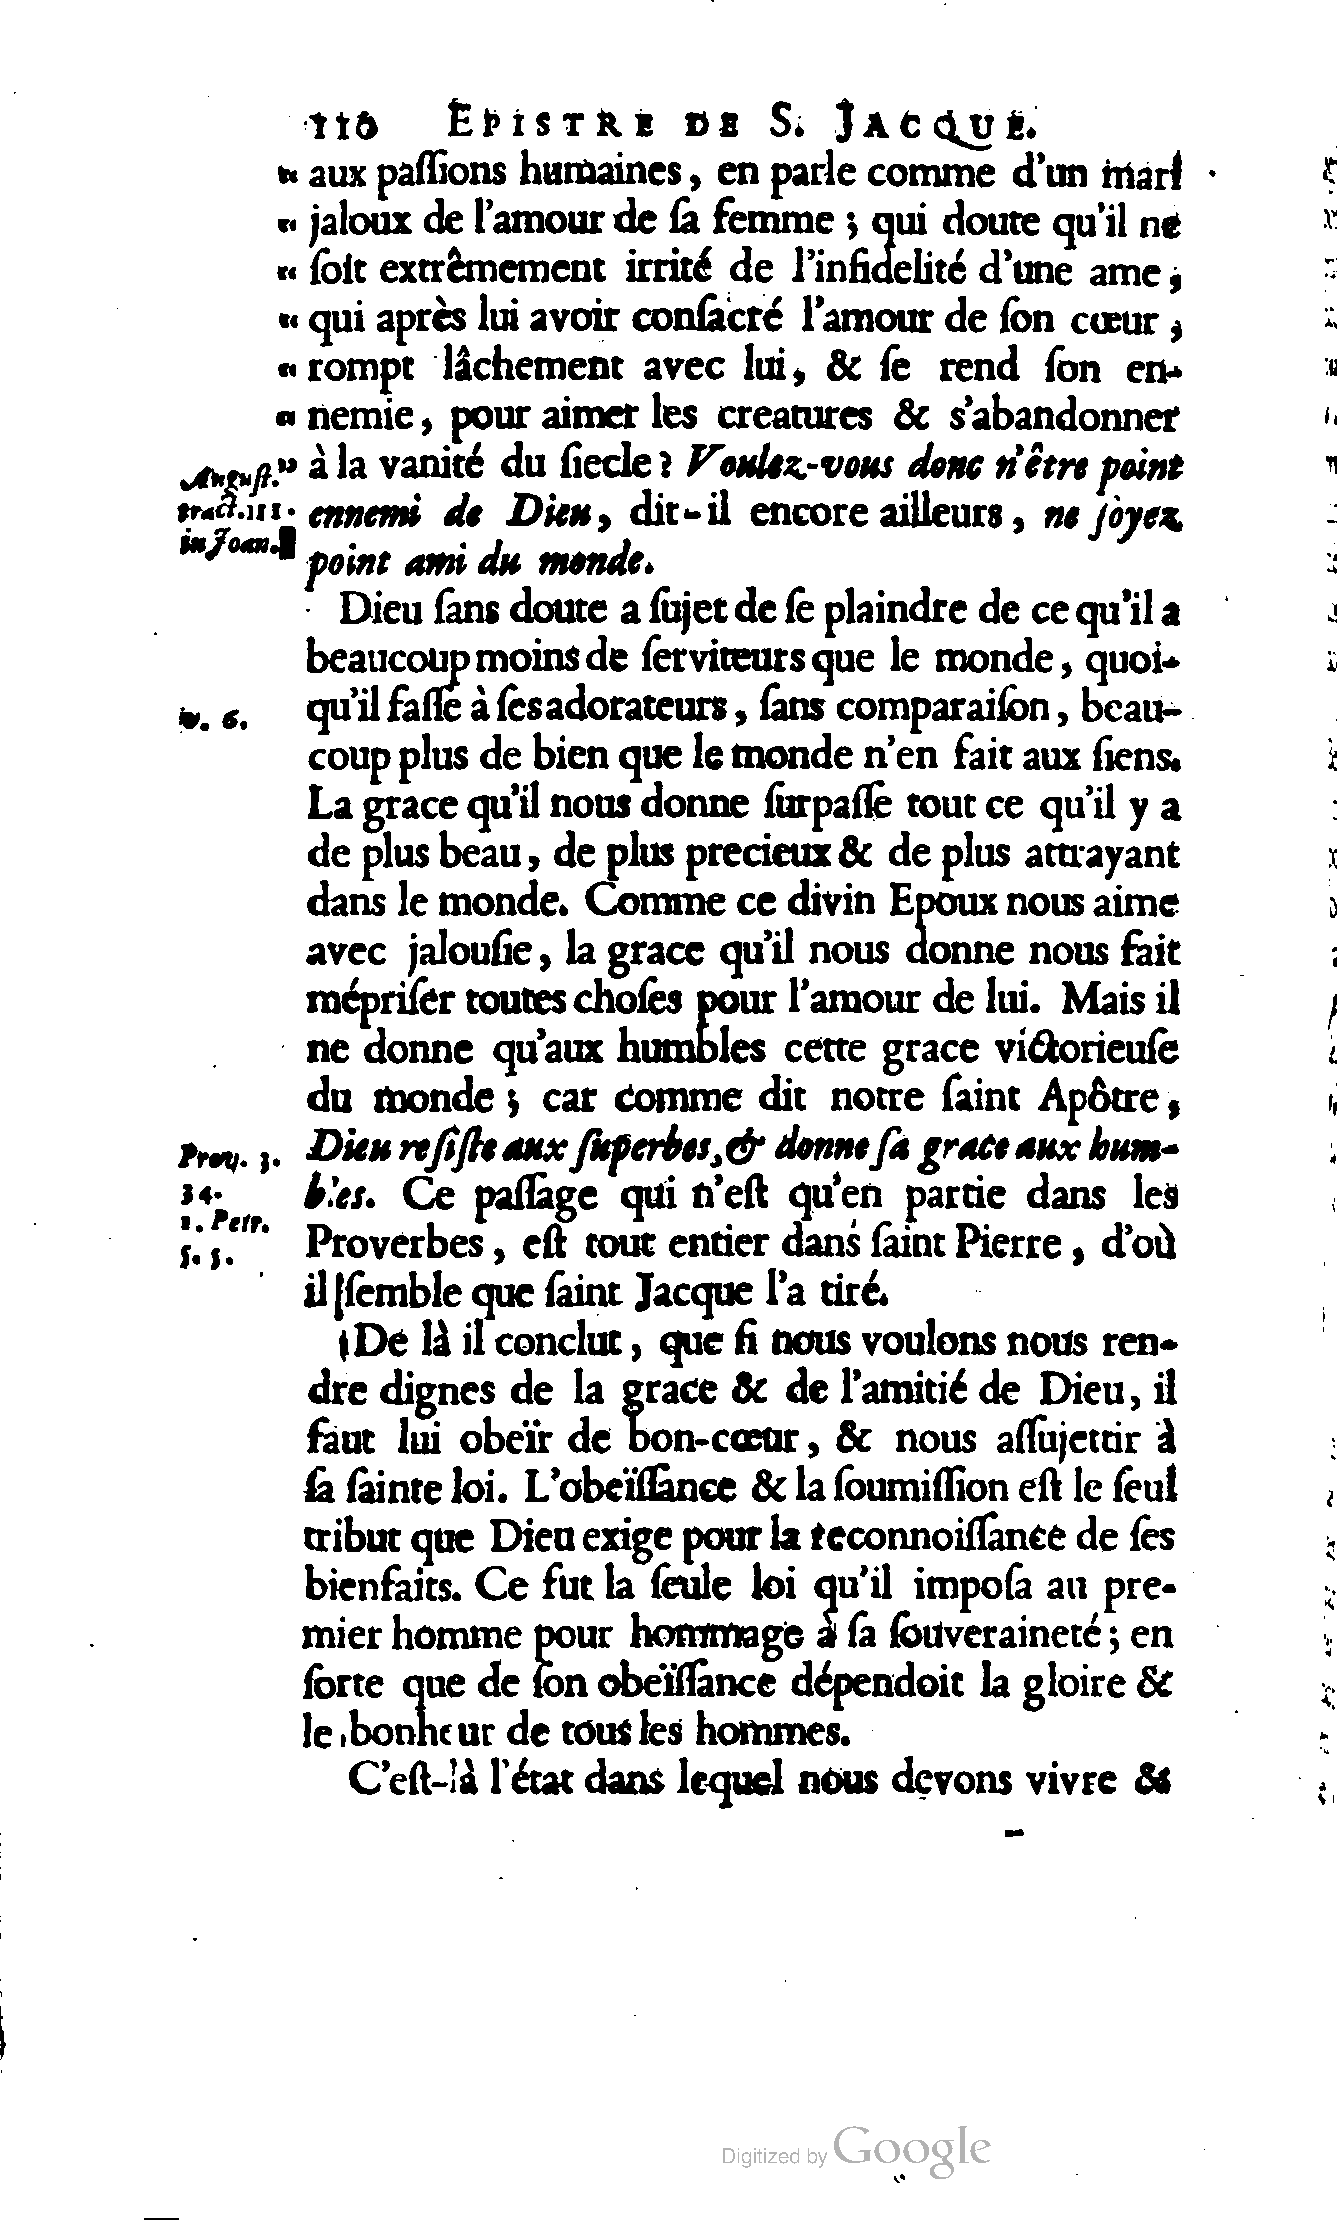 110 EPISTRE DE S. JACQUE.
" aux paſſions humaines, en parle comme d'un mari
" jaloux de l'amour de ſa femme ; qui doute qu'il ne
" ſoit extrêmement irrité de l'infidelité d'une ame ;
" qui après lui avoir conſacré l'amour de ſon cœur ,
" rompt lâchement avec lui, & ſe rend ſon en-
" nemie, pour aimer les creatures & s'abandonner
" à la vanité du ſiecle ? Voulez-vous donc n'être point
Auguſt.
tract. 111.
in Joan.
ennemi de Dieu, dit-il encore ailleurs, ne ſoyez
point ami du monde.
Dieu ſans doute a ſujet de ſe plaindre de ce qu'il a
beaucoup moins de ſerviteurs que le monde, quoi-
v. 6.
qu'il faſſe à ſes adorateurs, ſans comparaiſon, beau-
coup plus de bien que le monde n'en fait aux ſiens.
La grace qu'il nous donne ſurpaſſe tout ce qu'il y a
de plus beau, de plus precieux & de plus attrayant
dans le monde. Comme ce divin Epoux nous aime
avec jalouſie, la grace qu'il nous donne nous fait
mépriſer toutes choſes pour l'amour de lui. Mais il
ne donne qu'aux humbles cette grace victorieuſe
du monde ; car comme dit notre ſaint Apôtre,
Prov. 3.
34.
1. Petr.
5. 5.
Dieu reſiſte aux ſuperbes, & donne ſa grace aux hum-
bles. Ce paſſage qui n'eſt qu'en partie dans les
Proverbes, eſt tout entier dans ſaint Pierre, d'où
il ſemble que ſaint Jacque l'a tiré.
De là il conclut, que ſi nous voulons nous ren-
dre dignes de la grace & de l'amitié de Dieu, il
faut lui obeïr de bon-cœur, & nous aſſujettir à
ſa ſainte loi. L'obeïſſance & la ſoumiſſion eſt le ſeul
tribut que Dieu exige pour la reconnoiſſance de ſes
bienfaits. Ce fut la ſeule loi qu'il impoſa au pre-
mier homme pour hommage à ſa ſouveraineté ; en
ſorte que de ſon obeïſſance dépendoit la gloire &
le bonheur de tous les hommes.
C'eſt-là l'état dans lequel nous devons vivre &
Digitized by Google